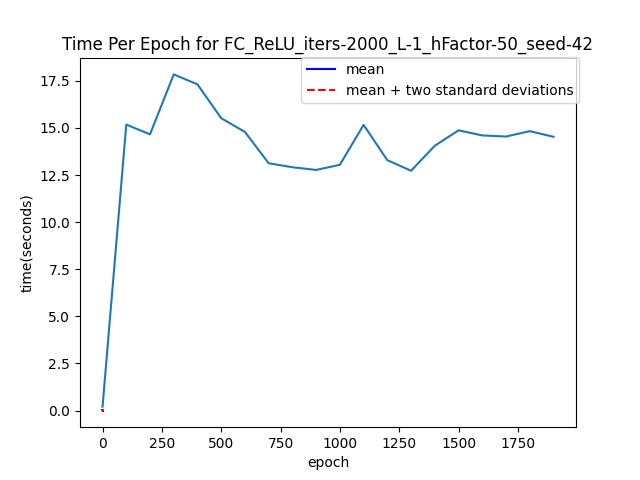 Time Per Epoch for FC_ReLU_iters-2000_L-1_hFactor-50_seed-42
mean
mean + two standard deviations
17.5
15.0
12.5
10.0
7.5
5.0
2.5
0.0
time(seconds)
0 250 500 750 1000 1250 1500 1750
epoch